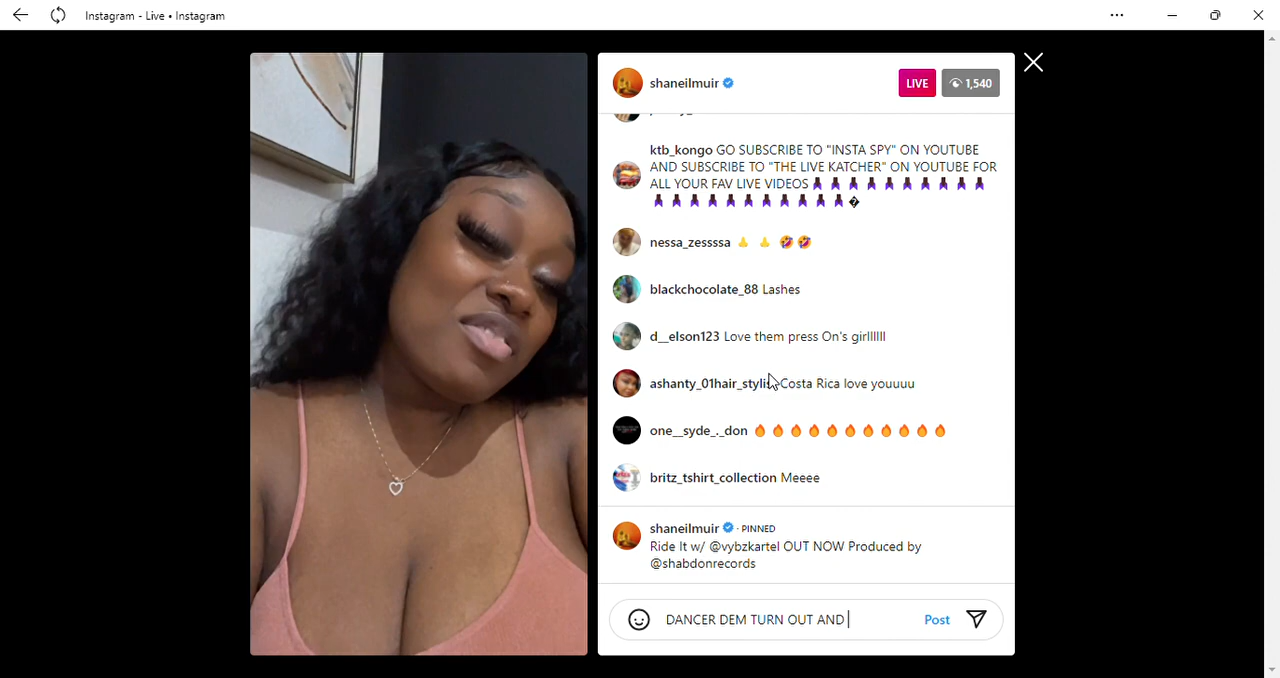 Instagram - Live • Instagram
shaneilmuir
LIVE
1,540
ktb_kongo GO SUBSCRIBE TO "INSTA SPY" ON YOUTUBE
AND SUBSCRIBE TO "THE LIVE KATCHER" ON YOUTUBE FOR
ALL YOUR FAV LIVE VIDEOS
nessa_zessssa
blackchocolate_88 Lashes
d__elson123 Love them press On's girllllll
Costa Rica love youuuu
one__syde_._don
britz_tshirt_collection Meeee
shaneilmuir · PINNED
Ride It w/ @vybzkartel OUT NOW Produced by
@shabdonrecords
DANCER DEM TURN OUT AND
Post